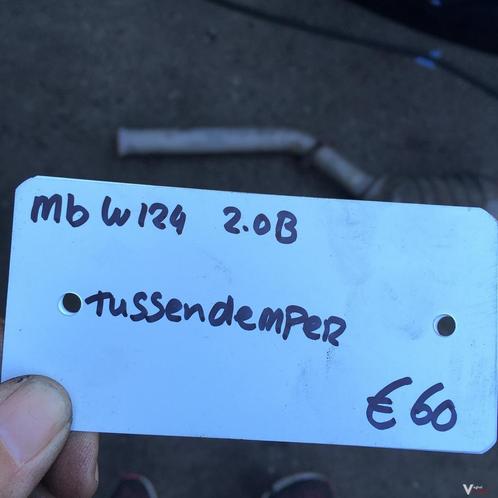 Mb W124 2.0B
tussendemper
€60